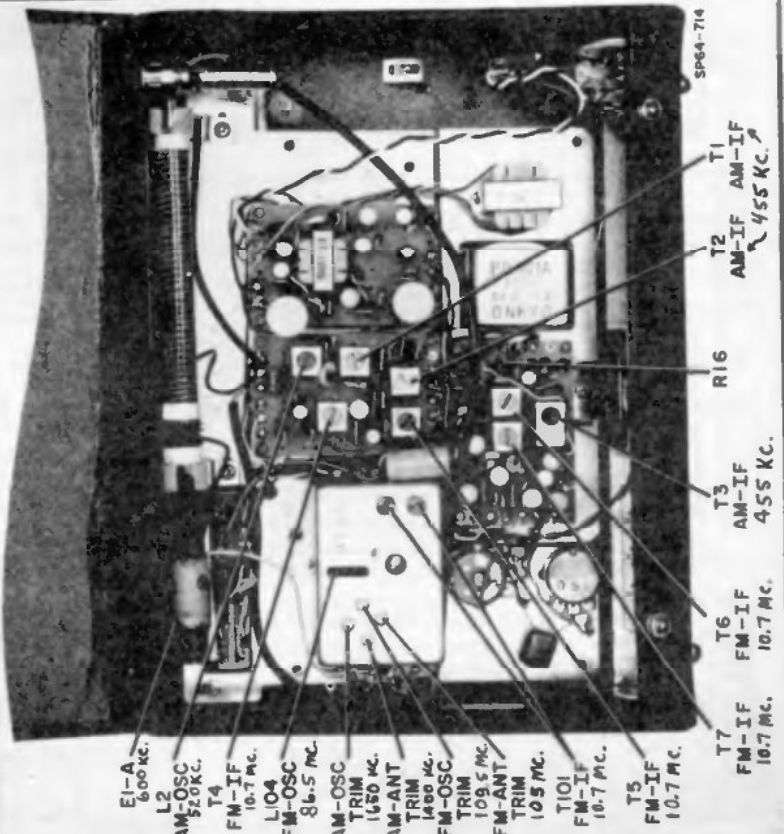 SP64-714
E1-A
600 KC.
L2
AM-OSC
520KC.
T4
FM-IF
10.7 MC.
L104
FM-OSC
86.5 MC.
AM-OSC
TRIM
1650 KC.
AM-ANT
TRIM
1400 KC.
FM-OSC
TRIM
109.5 MC.
FM-ANT
TRIM
105 MC.
T101
FM-IF
10.7 MC.
T5
FM-IF
10.7 MC.
T7
FM-IF
10.7 MC.
T6
FM-IF
10.7 MC.
T3
AM-IF
455 KC.
R16
T2
AM-IF
T1
AM-IF
455 KC.